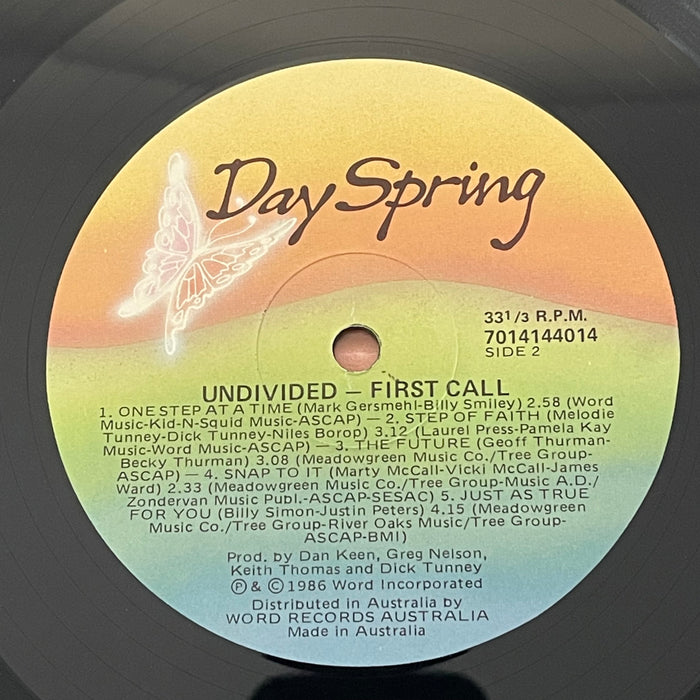 Day Spring
33 1/3 R.P.M.
7014144014
SIDE 2
UNDIVIDED – FIRST CALL
1. ONE STEP AT A TIME (Mark Gersmehl-Billy Smiley) 2.58 (Word
Music-Kid-N-Squid Music-ASCAP) — 2. STEP OF FAITH (Melodie
Tunney-Dick Tunney-Niles Borop) 3.12 (Laurel Press-Pamela Kay
Music-Word Music-ASCAP) — 3. THE FUTURE (Geoff Thurman-
Becky Thurman) 3.08 (Meadowgreen Music Co./Tree Group-
ASCAP) — 4. SNAP TO IT (Marty McCall-Vicki McCall-James
Ward) 2.33 (Meadowgreen Music Co./Tree Group-Music A.D./
Zondervan Music Publ.-ASCAP-SESAC) 5. JUST AS TRUE
FOR YOU (Billy Simon-Justin Peters) 4.15 (Meadowgreen
Music Co./Tree Group-River Oaks Music/Tree Group-
ASCAP-BMI)
Prod. by Dan Keen, Greg Nelson,
Keith Thomas and Dick Tunney
℗ & © 1986 Word Incorporated
Distributed in Australia by
WORD RECORDS AUSTRALIA
Made in Australia